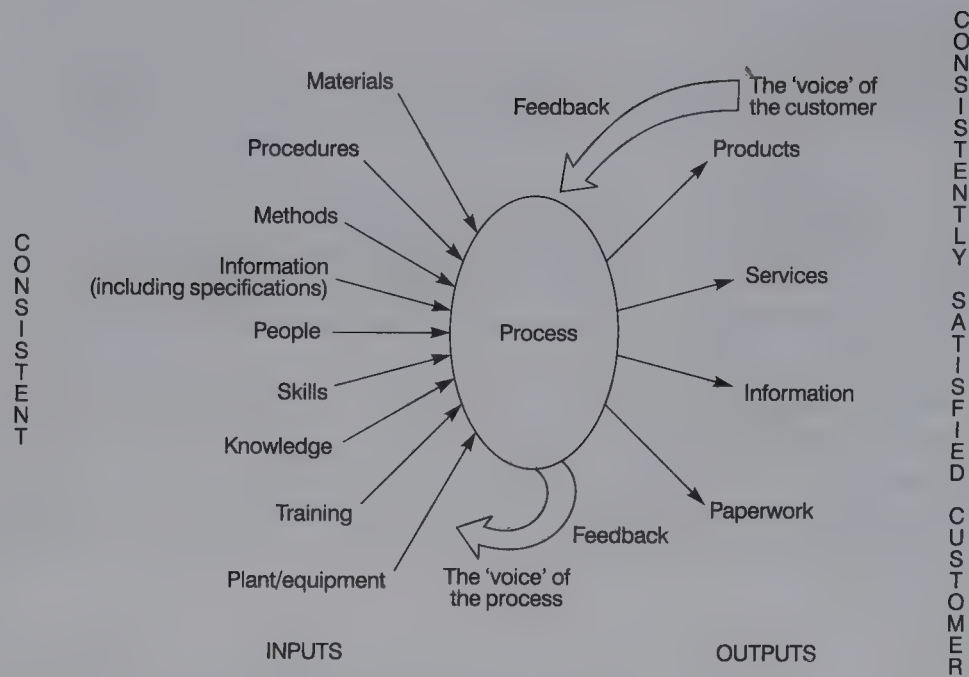 CONSISTENT
Materials
Procedures
Methods
Information
(including specifications)
People
Skills
Knowledge
Training
Plant/equipment
INPUTS
Process
Feedback
The 'voice' of
the customer
Products
Services
Information
Paperwork
Feedback
The 'voice' of
the process
OUTPUTS
CONSISTENTLY SATISFIED CUSTOMER